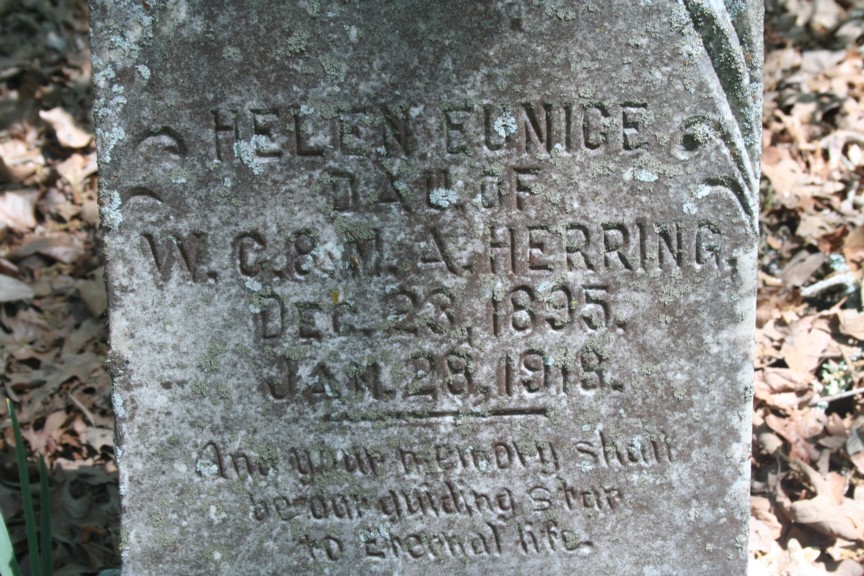 HELEN EUNICE
DAU. OF
W. C. & M. A. HERRING.
DEC. 23, 1895.
JAN. 28, 1918.
And your memory shall
be our guiding star
to eternal life.